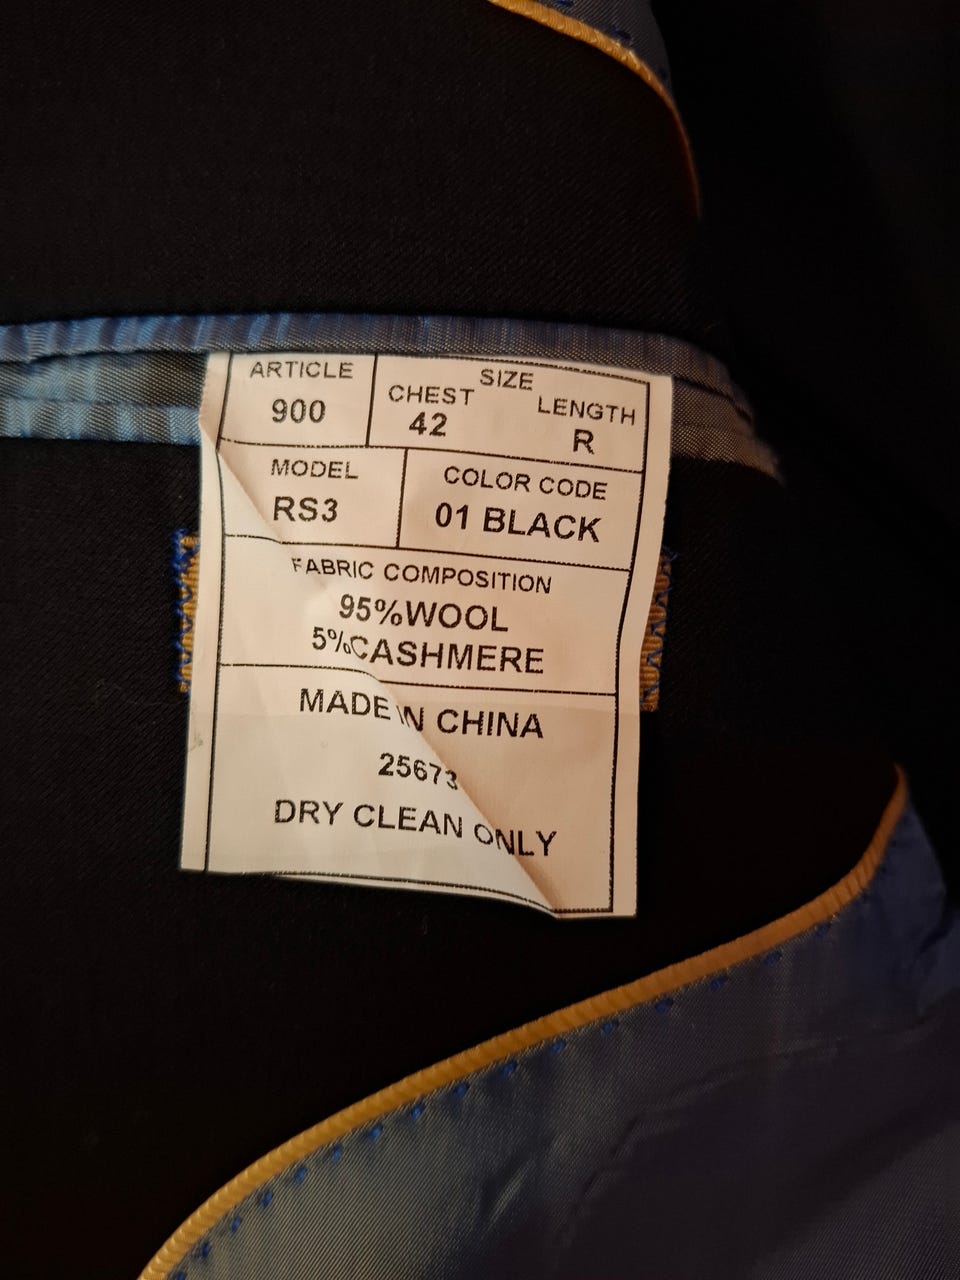 ARTICLE
900
SIZE
CHEST LENGTH
42 R
MODEL
RS3
COLOR CODE
01 BLACK
FABRIC COMPOSITION
95%WOOL
5%CASHMERE
MADE IN CHINA
25673
DRY CLEAN ONLY